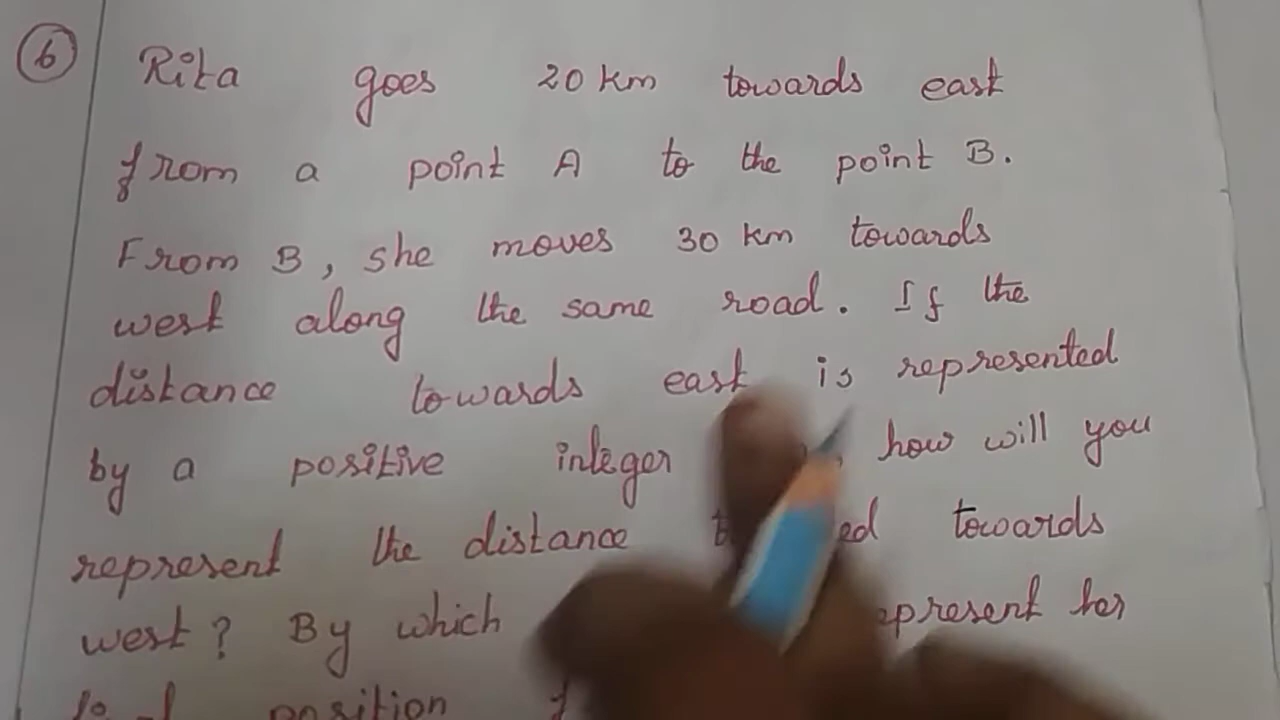 6 Rita goes 20 km towards east
from a point A to the point B.
From B, she moves 30 km towards
west along the same road. If the
distance towards east is represented
by a positive integer , how will you
represent the distance towards
west? By which represent her
position